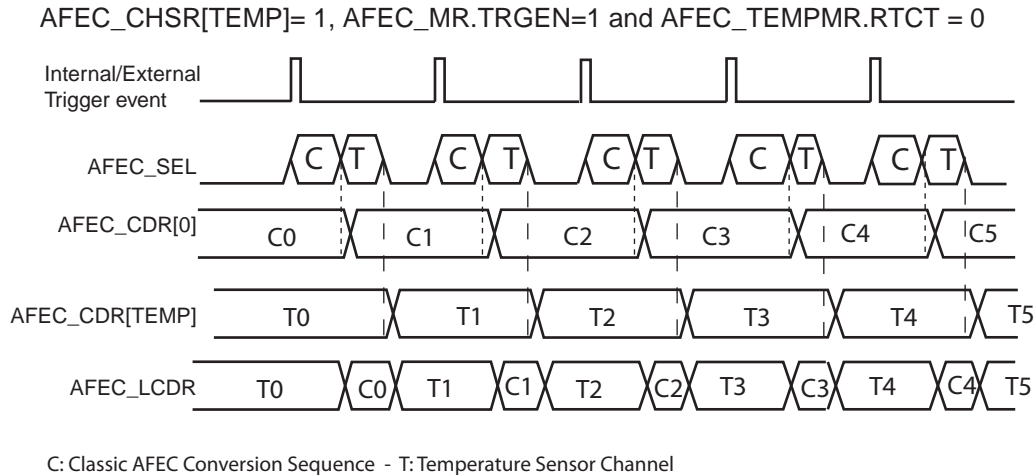 AFEC_CHSR[TEMP]= 1, AFEC_MR.TRGEN=1 and AFEC_TEMPMR.RTCT = 0
Internal/External
Trigger event
AFEC_SEL C T C T C T C T C T
AFEC_CDR[0] C0 C1 C2 C3 C4 C5
AFEC_CDR[TEMP] T0 T1 T2 T3 T4 T5
AFEC_LCDR T0 C0 T1 C1 T2 C2 T3 C3 T4 C4 T5
C: Classic AFEC Conversion Sequence - T: Temperature Sensor Channel